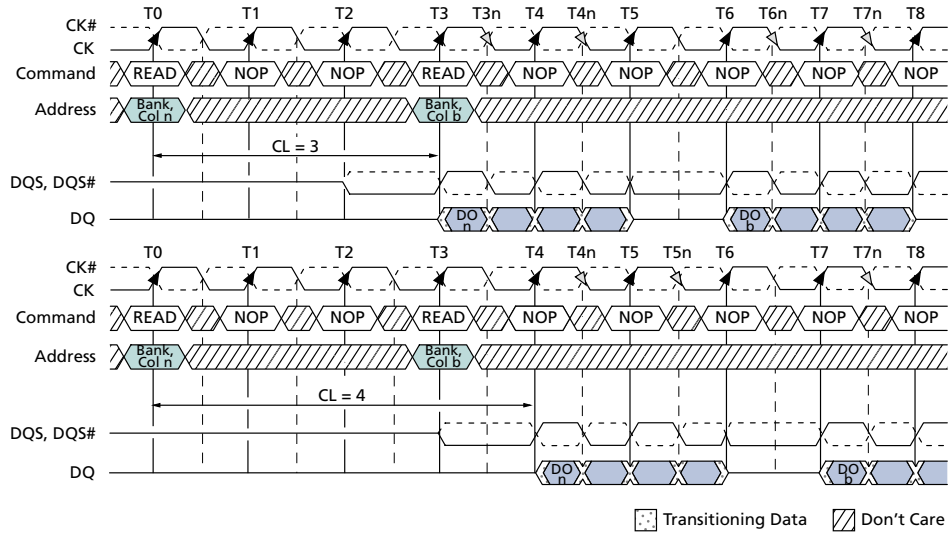 T0 T1 T2 T3 T3n T4 T4n T5 T6 T6n T7 T7n T8
CK#
CK
Command READ NOP NOP READ NOP NOP NOP NOP NOP
Address Bank, Col n Bank, Col b
CL = 3
DQS, DQS#
DQ DO n DO b
T0 T1 T2 T3 T4 T4n T5 T5n T6 T7 T7n T8
CK#
CK
Command READ NOP NOP READ NOP NOP NOP NOP NOP
Address Bank, Col n Bank, Col b
CL = 4
DQS, DQS#
DQ DO n DO b
Transitioning Data Don't Care